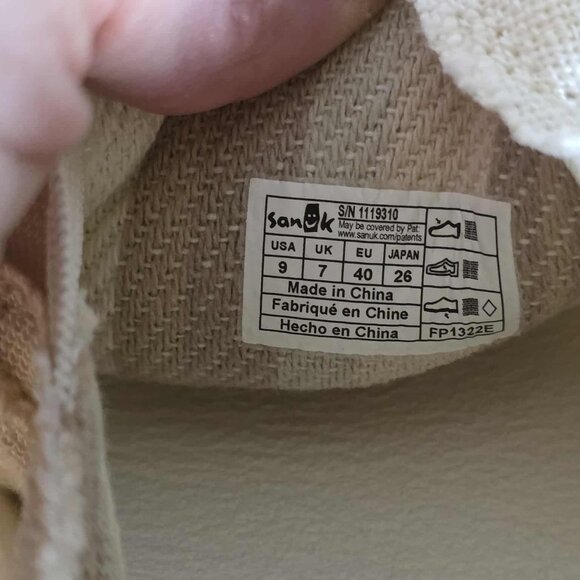 sanuk S/N 1119310
May be covered by Pat:
www.sanuk.com/patents
USA UK EU JAPAN
9 7 40 26
Made in China
Fabriqué en Chine
Hecho en China FP1322E